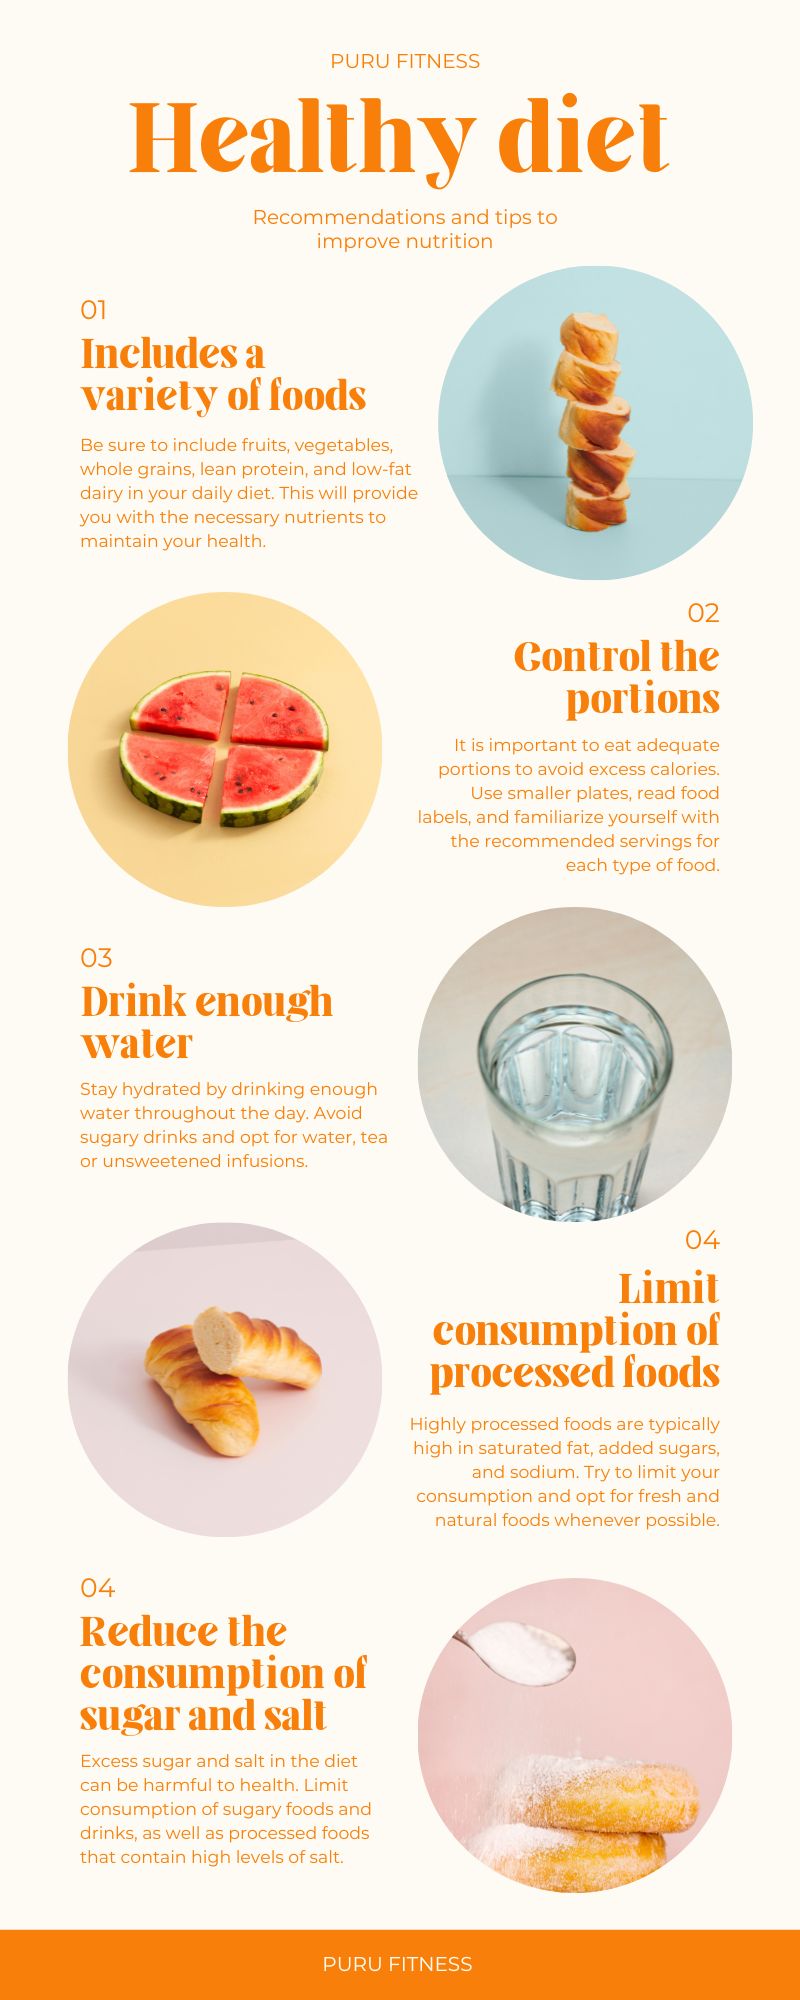 PURU FITNESS
Healthy diet
Recommendations and tips to
improve nutrition
01
Includes a
variety of foods
Be sure to include fruits, vegetables,
whole grains, lean protein, and low-fat
dairy in your daily diet. This will provide
you with the necessary nutrients to
maintain your health.
02
Control the
portions
It is important to eat adequate
portions to avoid excess calories.
Use smaller plates, read food
labels, and familiarize yourself with
the recommended servings for
each type of food.
03
Drink enough
water
Stay hydrated by drinking enough
water throughout the day. Avoid
sugary drinks and opt for water, tea
or unsweetened infusions.
04
Limit
consumption of
processed foods
Highly processed foods are typically
high in saturated fat, added sugars,
and sodium. Try to limit your
consumption and opt for fresh and
natural foods whenever possible.
04
Reduce the
consumption of
sugar and salt
Excess sugar and salt in the diet
can be harmful to health. Limit
consumption of sugary foods and
drinks, as well as processed foods
that contain high levels of salt.
PURU FITNESS